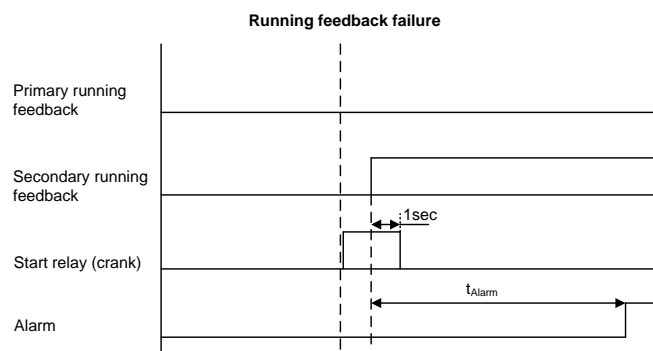 Running feedback failure
Primary running
feedback
Secondary running
feedback
1sec
Start relay (crank)
tAlarm
Alarm